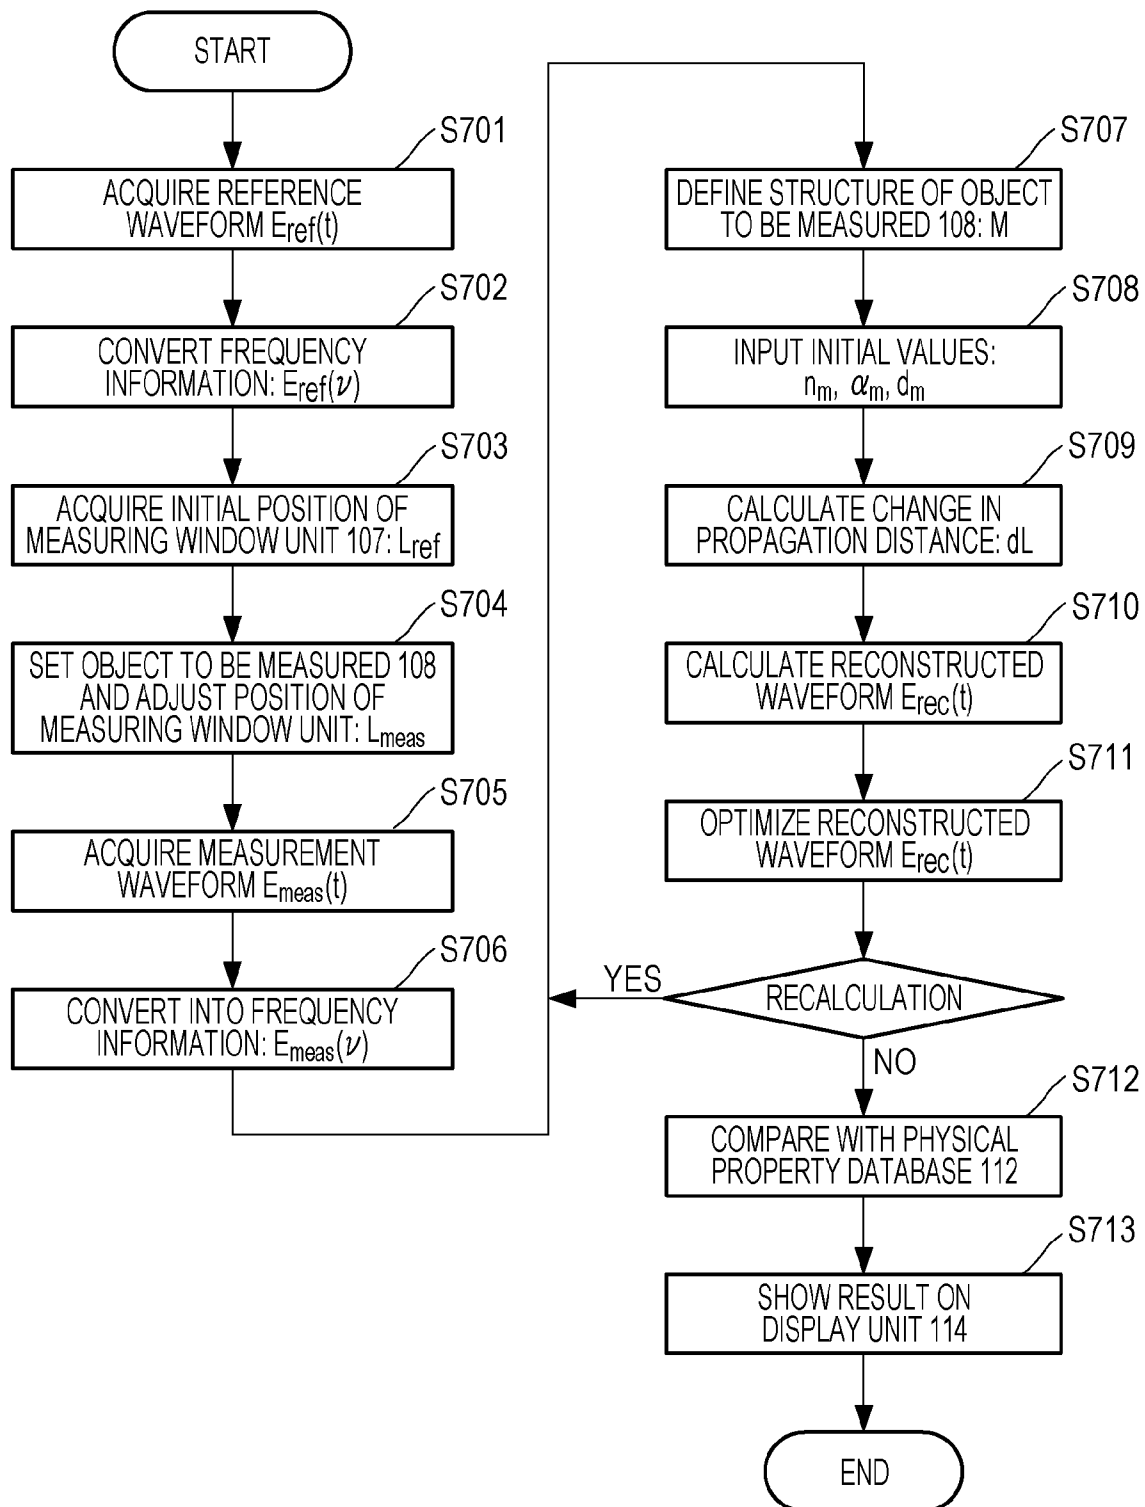 START
S701
ACQUIRE REFERENCE
WAVEFORM Eref(t)
S702
CONVERT FREQUENCY
INFORMATION: Eref(ν)
S703
ACQUIRE INITIAL POSITION OF
MEASURING WINDOW UNIT 107: Lref
S704
SET OBJECT TO BE MEASURED 108
AND ADJUST POSITION OF
MEASURING WINDOW UNIT: Lmeas
S705
ACQUIRE MEASUREMENT
WAVEFORM Emeas(t)
S706
CONVERT INTO FREQUENCY
INFORMATION: Emeas(ν)
S707
DEFINE STRUCTURE OF OBJECT
TO BE MEASURED 108: M
S708
INPUT INITIAL VALUES:
nm, αm, dm
S709
CALCULATE CHANGE IN
PROPAGATION DISTANCE: dL
S710
CALCULATE RECONSTRUCTED
WAVEFORM Erec(t)
S711
OPTIMIZE RECONSTRUCTED
WAVEFORM Erec(t)
YES
RECALCULATION
NO
S712
COMPARE WITH PHYSICAL
PROPERTY DATABASE 112
S713
SHOW RESULT ON
DISPLAY UNIT 114
END